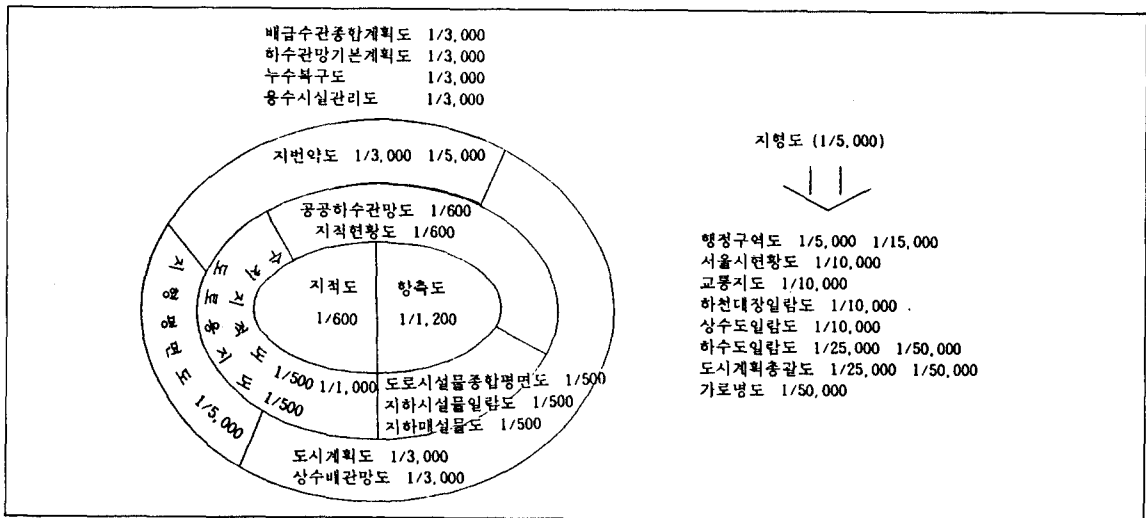 배급수관종합계획도 1/3,000
하수관망기본계획도 1/3,000
누수복구도 1/3,000
용수시실관리도 1/3,000
지번약도 1/3,000 1/5,000
공공하수관망도 1/600
지직현황도 1/600
수치지적도 1/500 1/1,000
도로용지도 1/500
지형평면도 1/5,000
지적도
1/600
항측도
1/1,200
도로시설물종합평면도 1/500
지하시설물일람도 1/500
지하매설물도 1/500
도시계획도 1/3,000
상수배관망도 1/3,000
지형도 (1/5,000)
행정구역도 1/5,000 1/15,000
서울시현황도 1/10,000
교통지도 1/10,000
하천대장일람도 1/10,000
상수도일람도 1/10,000
하수도일람도 1/25,000 1/50,000
도시계획총괄도 1/25,000 1/50,000
가로명도 1/50,000